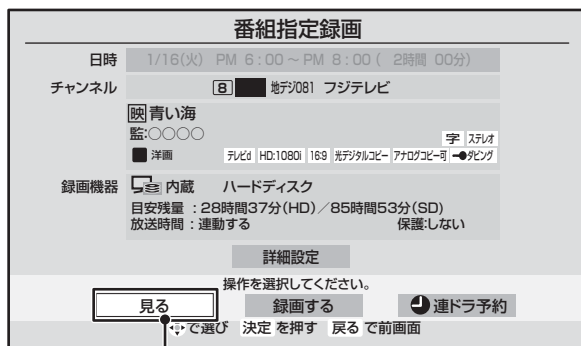 番組指定録画
日時 1/16(火) PM 6:00~PM 8:00( 2時間 00分)
チャンネル 8 地デジ081 フジテレビ
映 青い海
監:○○○○
字 ステレオ
洋画 テレビd HD:1080i 16:9 光デジタルコピー アナログコピー可 ダビング
録画機器 内蔵 ハードディスク
目安残量 :28時間37分(HD)/85時間53分(SD)
放送時間 :連動する 保護:しない
詳細設定
操作を選択してください。
見る 録画する 連ドラ予約
で選び 決定 を押す 戻る で前画面